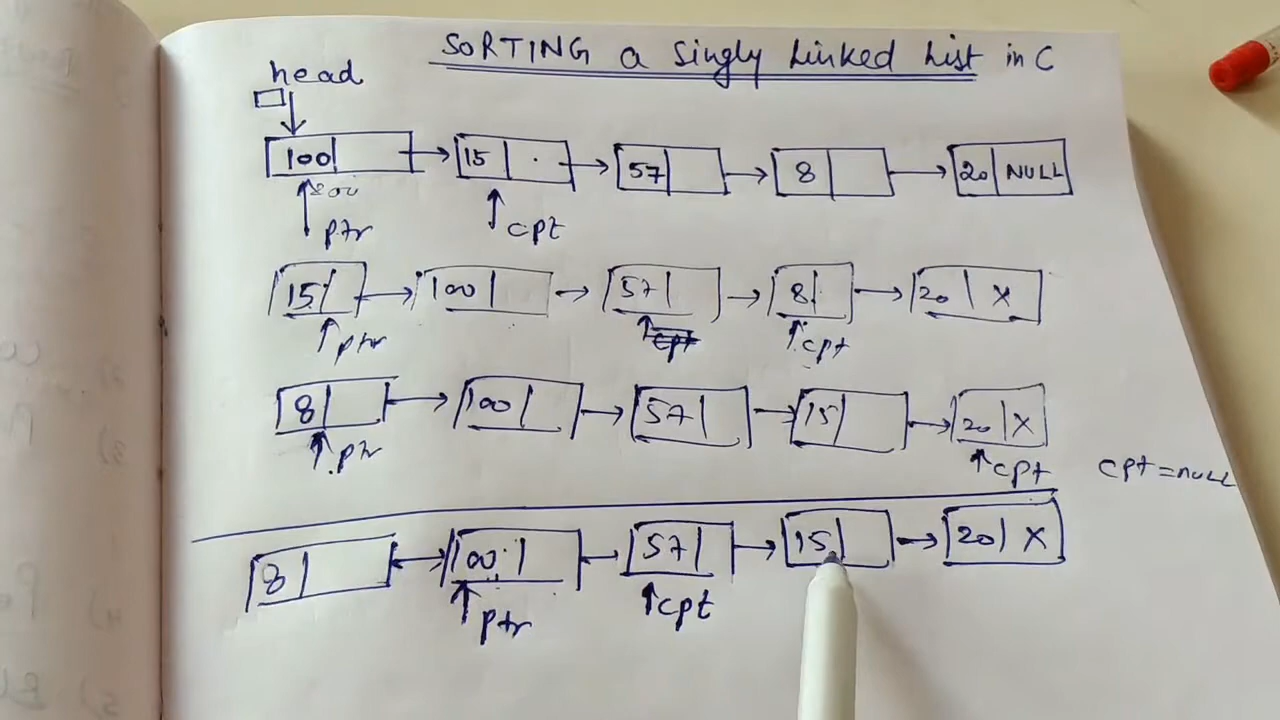 SORTING a Singly Linked List in C
head
100 15 57 8 20 NULL
ptr cpt
15 100 57 8 20 X
ptr cpt cpt
8 100 57 15 20 X
ptr cpt cpt=NULL
8 100 57 15 20 X
ptr cpt